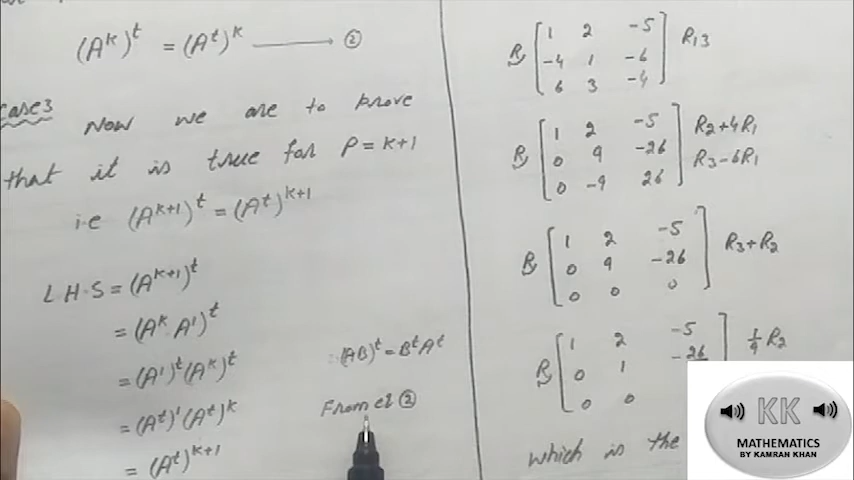 (A^k)^t = (A^t)^k ⟶ ②
Case3 Now we are to prove
that it is true for P=k+1
i.e (A^{k+1})^t = (A^t)^{k+1}
L.H.S = (A^{k+1})^t
= (A^k A^1)^t
= (A^1)^t (A^k)^t ∵ (AB)^t = B^t A^t
= (A^t)^1 (A^t)^k From eq ②
= (A^t)^{k+1}
R [1 2 -5
-4 1 -6
6 3 -4] R13
R [1 2 -5
0 9 -26
0 -9 26] R2+4R1
R3-6R1
R [1 2 -5
0 9 -26
0 0 0] R3+R2
R [1 2 -5
0 1 -26
0 0] 1/9 R2
which is the
KK
MATHEMATICS
BY KAMRAN KHAN